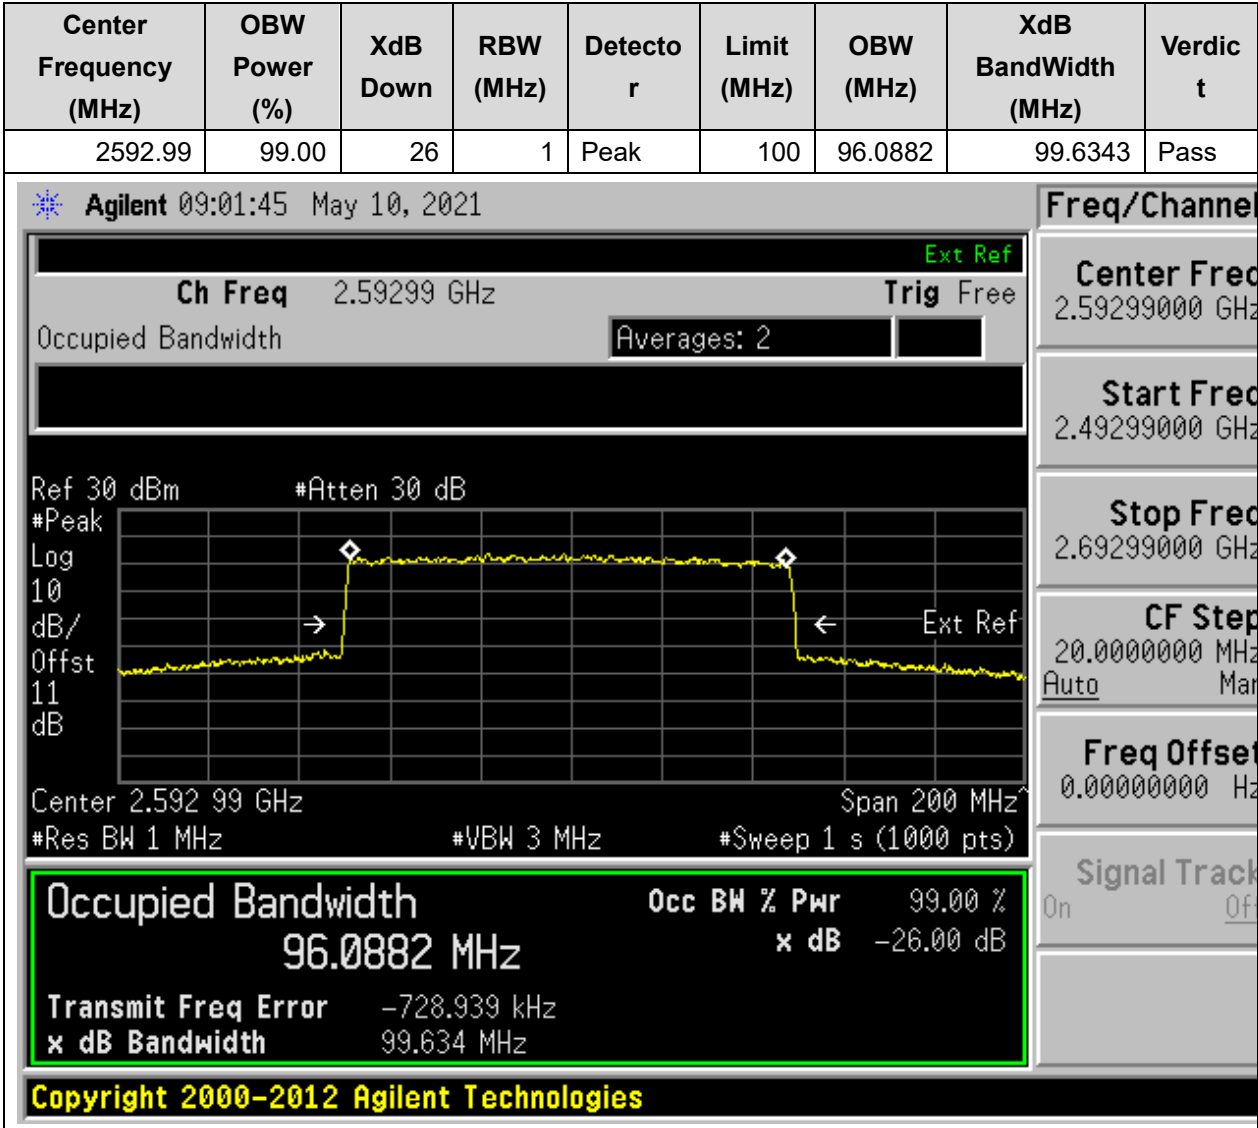 Center Frequency (MHz) OBW Power (%) XdB Down RBW (MHz) Detecto r Limit (MHz) OBW (MHz) XdB BandWidth (MHz) Verdic t
2592.99 99.00 26 1 Peak 100 96.0882 99.6343 Pass
Agilent 09:01:45 May 10, 2021
Ext Ref
Ch Freq 2.59299 GHz Trig Free
Occupied Bandwidth Averages: 2
Ref 30 dBm #Atten 30 dB
#Peak
Log
10
dB/
Offst
11
dB
Ext Ref
Center 2.592 99 GHz Span 200 MHz^
#Res BW 1 MHz #VBW 3 MHz #Sweep 1 s (1000 pts)
Occupied Bandwidth Occ BW % Pwr 99.00 %
96.0882 MHz x dB -26.00 dB
Transmit Freq Error -728.939 kHz
x dB Bandwidth 99.634 MHz
Copyright 2000-2012 Agilent Technologies
Freq/Channel
Center Freq
2.59299000 GHz
Start Freq
2.49299000 GHz
Stop Freq
2.69299000 GHz
CF Step
20.0000000 MHz
Auto Man
Freq Offset
0.00000000 Hz
Signal Track
On Off